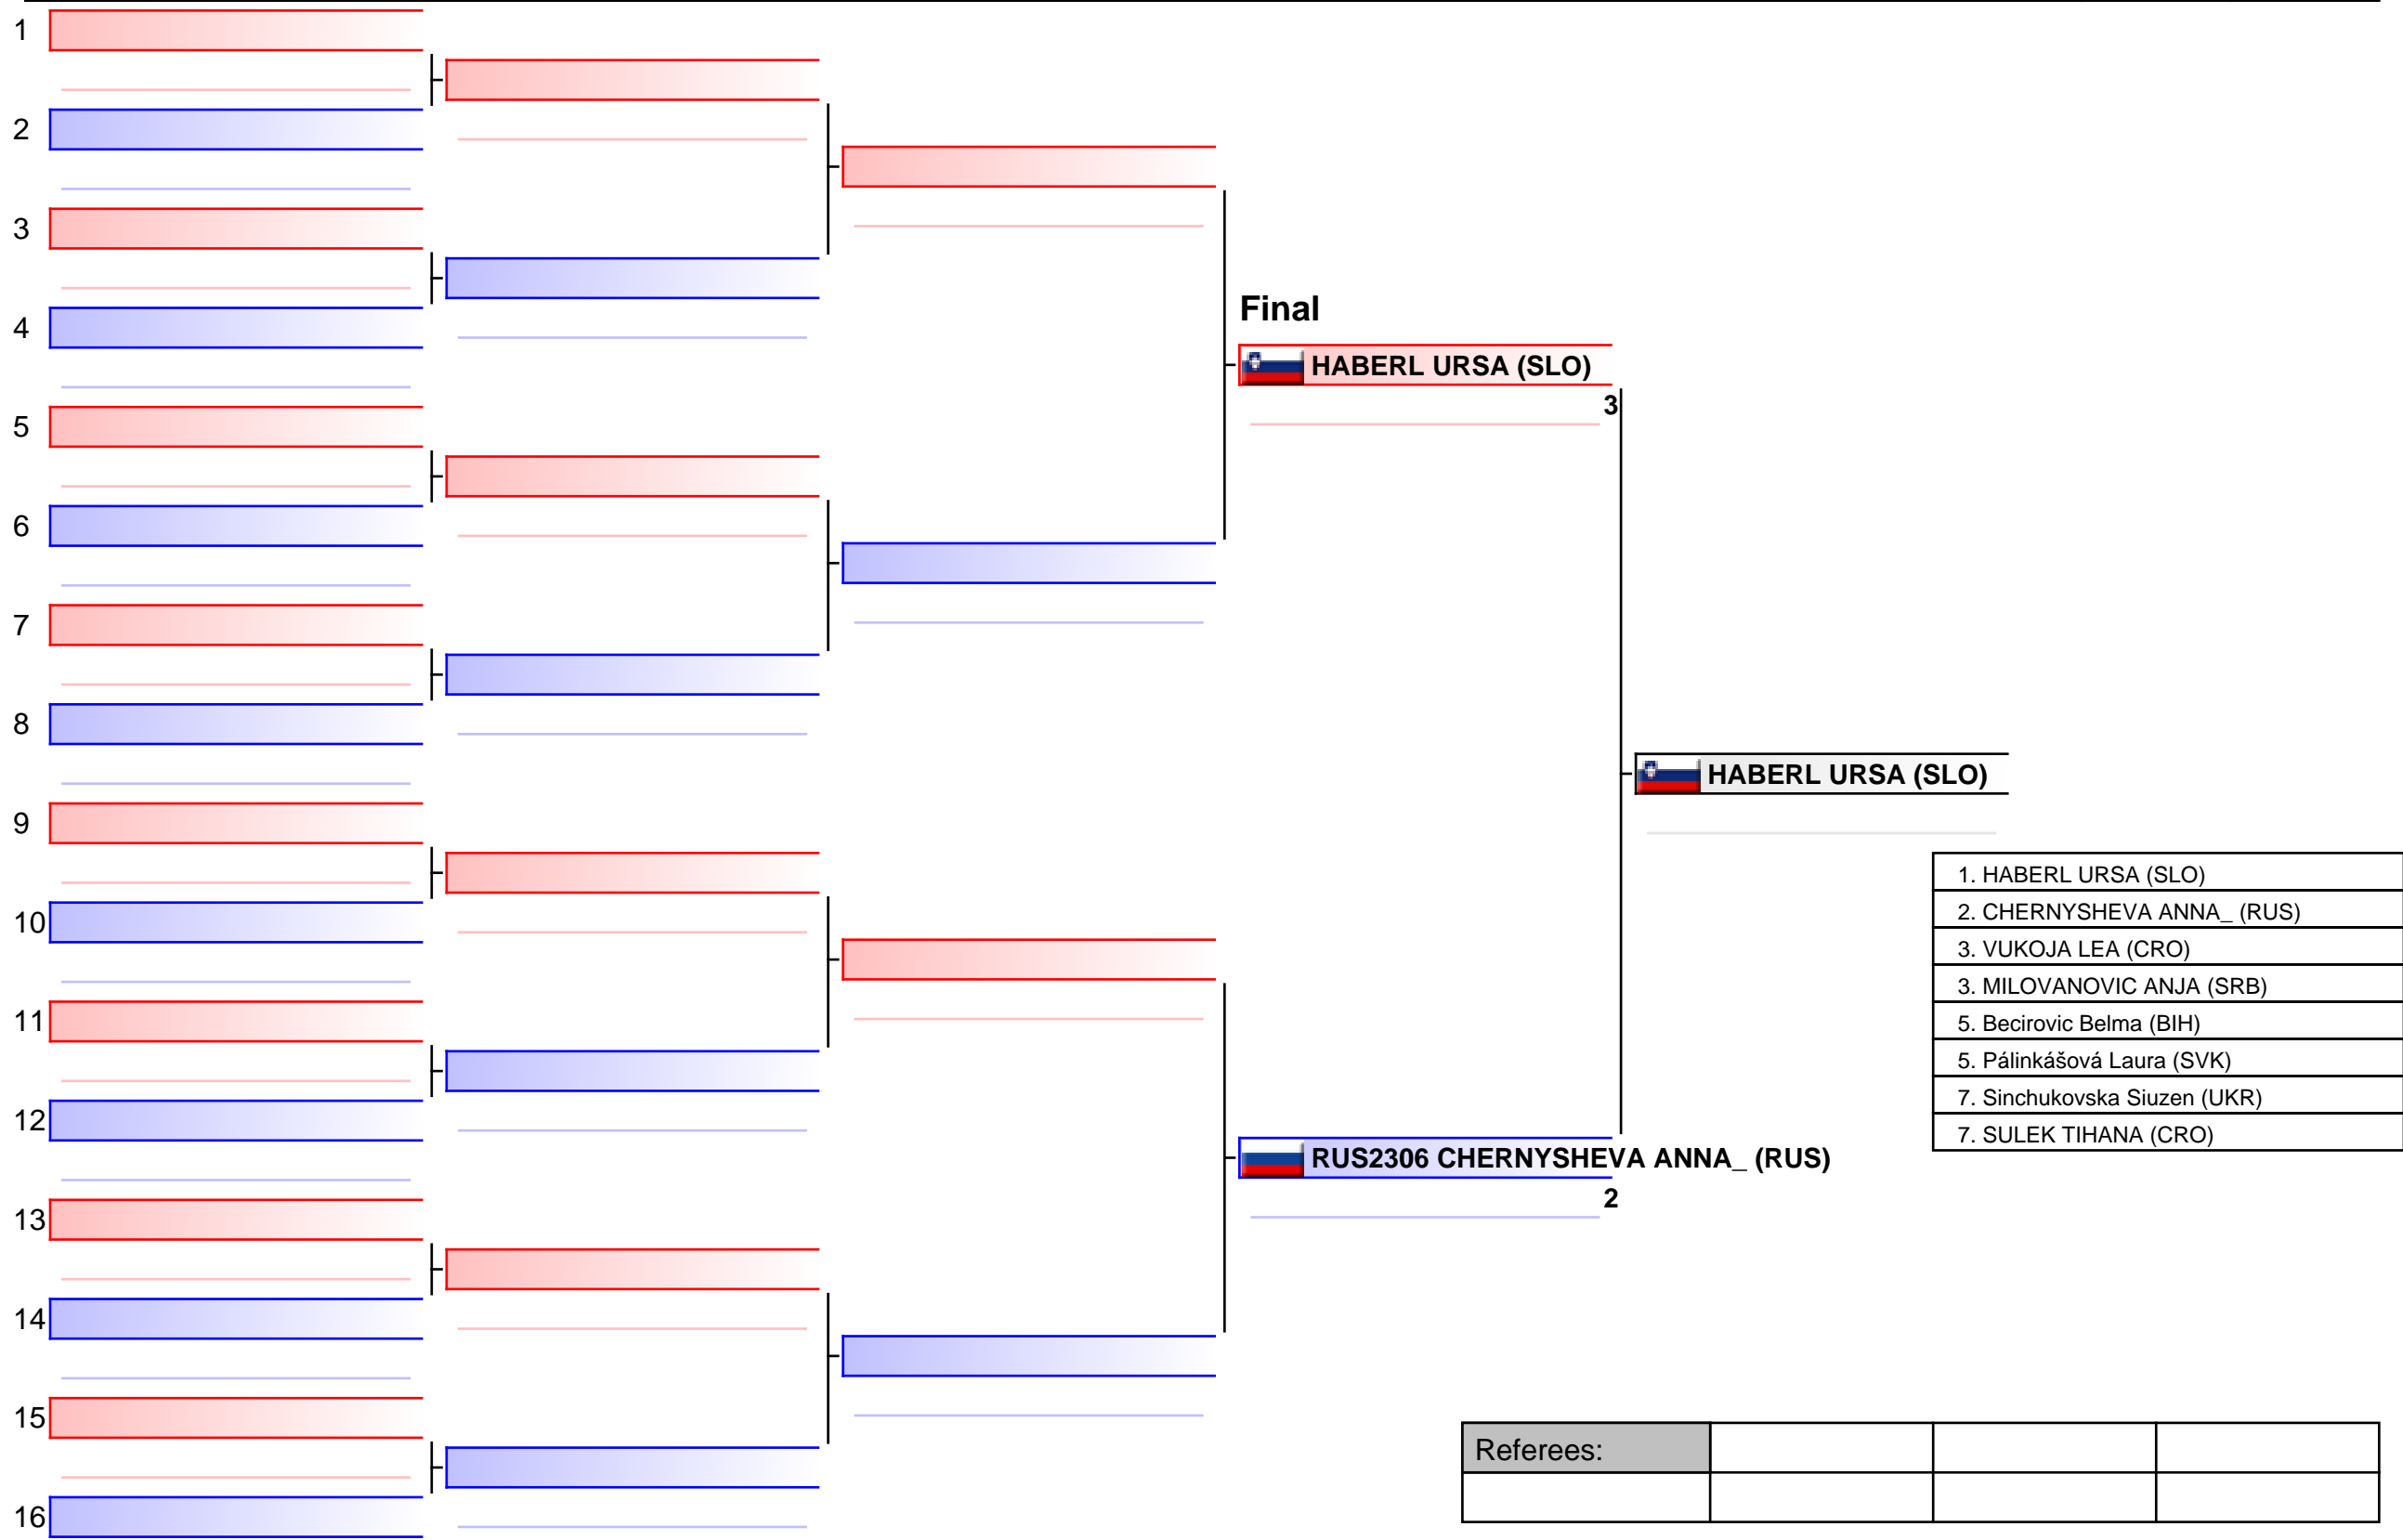 1
2
3
4
5
6
7
8
9
10
11
12
13
14
15
16
Final
HABERL URSA (SLO)
3
HABERL URSA (SLO)
RUS2306 CHERNYSHEVA ANNA_ (RUS)
2
1. HABERL URSA (SLO)
2. CHERNYSHEVA ANNA_ (RUS)
3. VUKOJA LEA (CRO)
3. MILOVANOVIC ANJA (SRB)
5. Becirovic Belma (BIH)
5. Pálinkášová Laura (SVK)
7. Sinchukovska Siuzen (UKR)
7. SULEK TIHANA (CRO)
Referees: